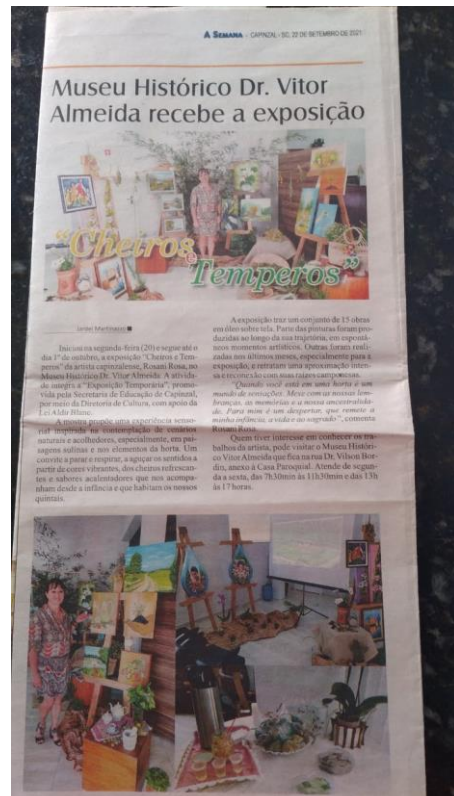 A SEMANA - CAPINZAL - SC, 22 DE SETEMBRO DE 2021
Museu Histórico Dr. Vitor
Almeida recebe a exposição
"Cheiros
e
Temperos"
Jardel Martinazzo
Iniciou na segunda-feira (20) e segue até o
dia 1º de outubro, a exposição "Cheiros e Tem-
peros" da artista capinzalense, Rosani Rosa, no
Museu Histórico Dr. Vitor Almeida. A ativida-
de integra a "Exposição Temporária", promo-
vida pela Secretaria de Educação de Capinzal,
por meio da Diretoria de Cultura, com apoio da
Lei Aldir Blanc.
A mostra propõe uma experiência senso-
rial inspirada na contemplação de cenários
naturais e acolhedores, especialmente, em pai-
sagens sulinas e nos elementos da horta. Um
convite a parar e respirar, a aguçar os sentidos a
partir de cores vibrantes, dos cheiros refrescan-
tes e sabores acalentadores que nos acompa-
nham desde a infância e que habitam os nossos
quintais.
A exposição traz um conjunto de 15 obras
em óleo sobre tela. Parte das pinturas foram pro-
duzidas ao longo da sua trajetória, em espontâ-
neos momentos artísticos. Outras foram reali-
zadas nos últimos meses, especialmente para a
exposição, e retratam uma aproximação inten-
sa e reconexão com suas raízes camponesas.
"Quando você está em uma horta é um
mundo de sensações. Mexe com as nossas lem-
branças, as memórias e a nossa ancestralida-
de. Para mim é um despertar, que remete à
minha infância, a vida e ao sagrado", comenta
Rosani Rosa.
Quem tiver interesse em conhecer os tra-
balhos da artista, pode visitar o Museu Históri-
co Vitor Almeida que fica na rua Dr. Vilson Bor-
din, anexo à Casa Paroquial. Atende de segun-
da a sexta, das 7h30min às 11h30min e das 13h
às 17 horas.